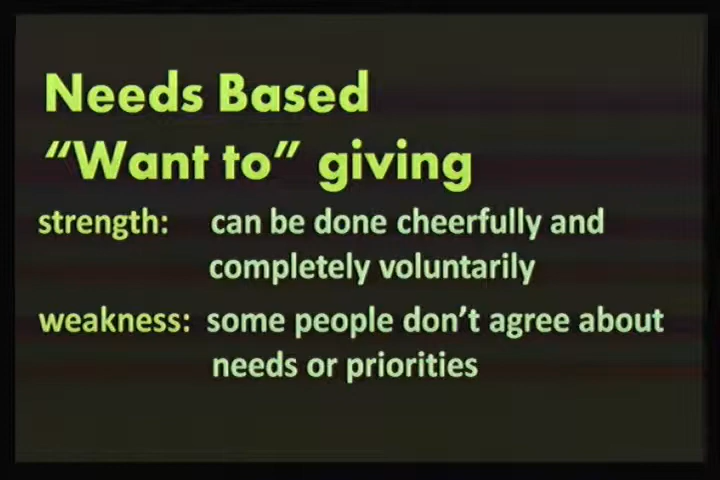 Needs Based
“Want to” giving
strength: can be done cheerfully and
completely voluntarily
weakness: some people don’t agree about
needs or priorities